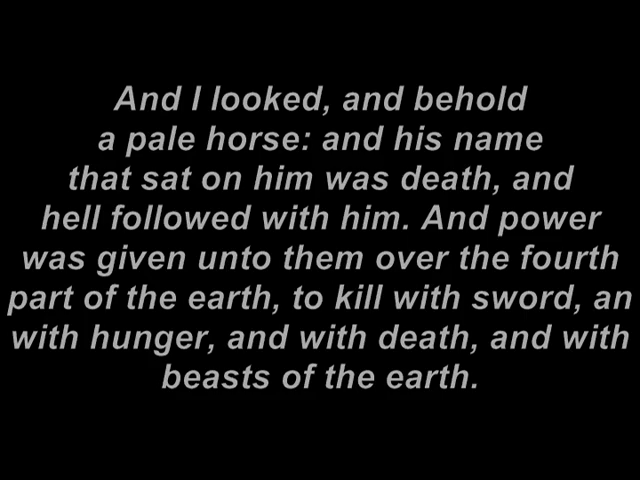 And I looked, and behold
a pale horse: and his name
that sat on him was death, and
hell followed with him. And power
was given unto them over the fourth
part of the earth, to kill with sword, an
with hunger, and with death, and with
beasts of the earth.